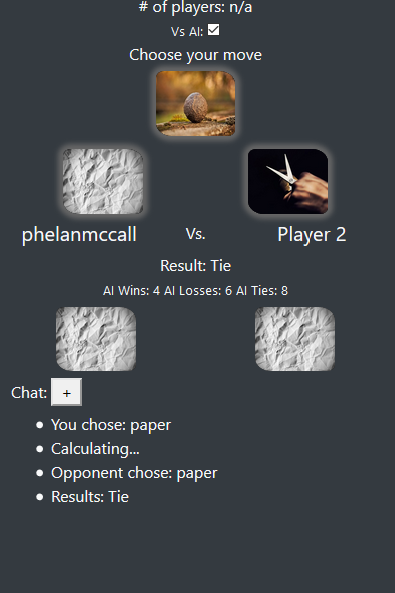 # of players: n/a
Vs AI:
Choose your move
phelanmccall Vs. Player 2
Result: Tie
AI Wins: 4 AI Losses: 6 AI Ties: 8
Chat: +
You chose: paper
Calculating...
Opponent chose: paper
Results: Tie